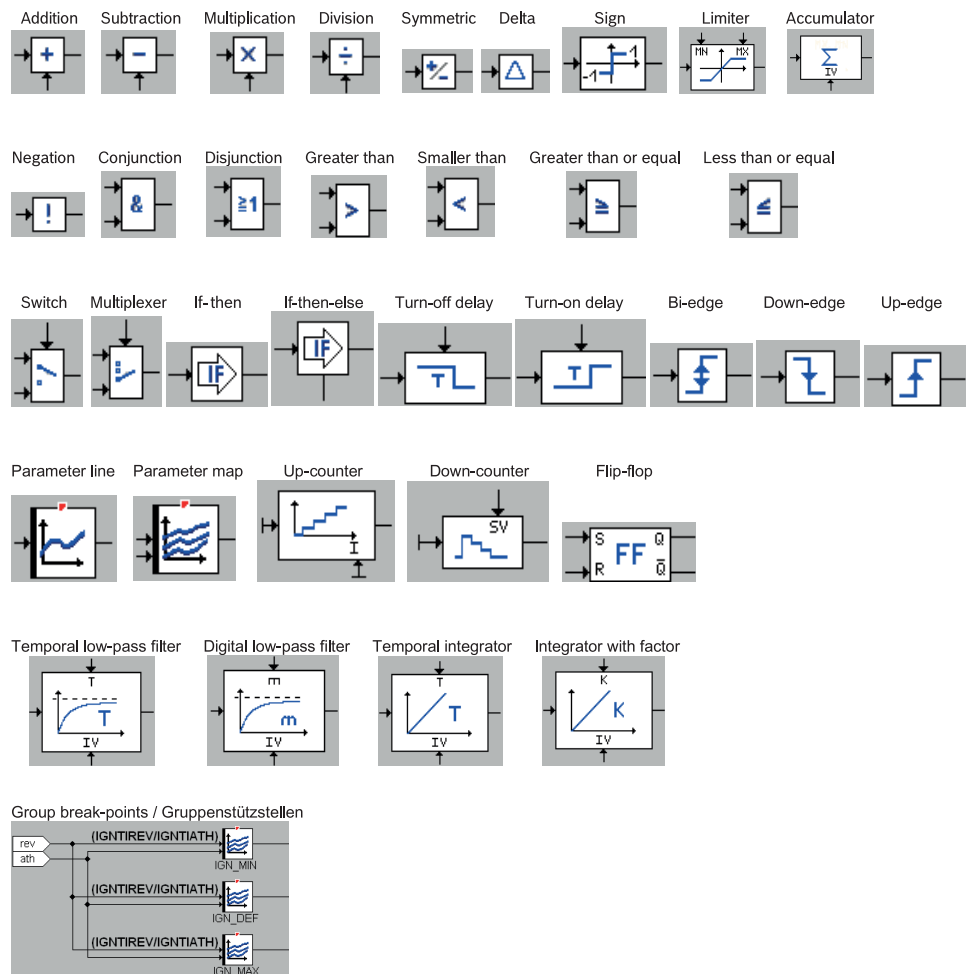 Addition Subtraction Multiplication Division Symmetric Delta Sign Limiter Accumulator
+ − X ÷ +/− Δ 1 -1 MN MX Σ IV
Negation Conjunction Disjunction Greater than Smaller than Greater than or equal Less than or equal
! & ≧1 > < ≥ ≤
Switch Multiplexer If-then If-then-else Turn-off delay Turn-on delay Bi-edge Down-edge Up-edge
IF IF T T
Parameter line Parameter map Up-counter Down-counter Flip-flop
I SV S R FF Q Q̅
Temporal low-pass filter Digital low-pass filter Temporal integrator Integrator with factor
T m T K
T m T K
IV IV IV IV
Group break-points / Gruppenstützstellen
rev (IGNTIREV/IGNTIATH)
ath
IGN_MIN
(IGNTIREV/IGNTIATH)
IGN_DEF
(IGNTIREV/IGNTIATH)
IGN_MAX